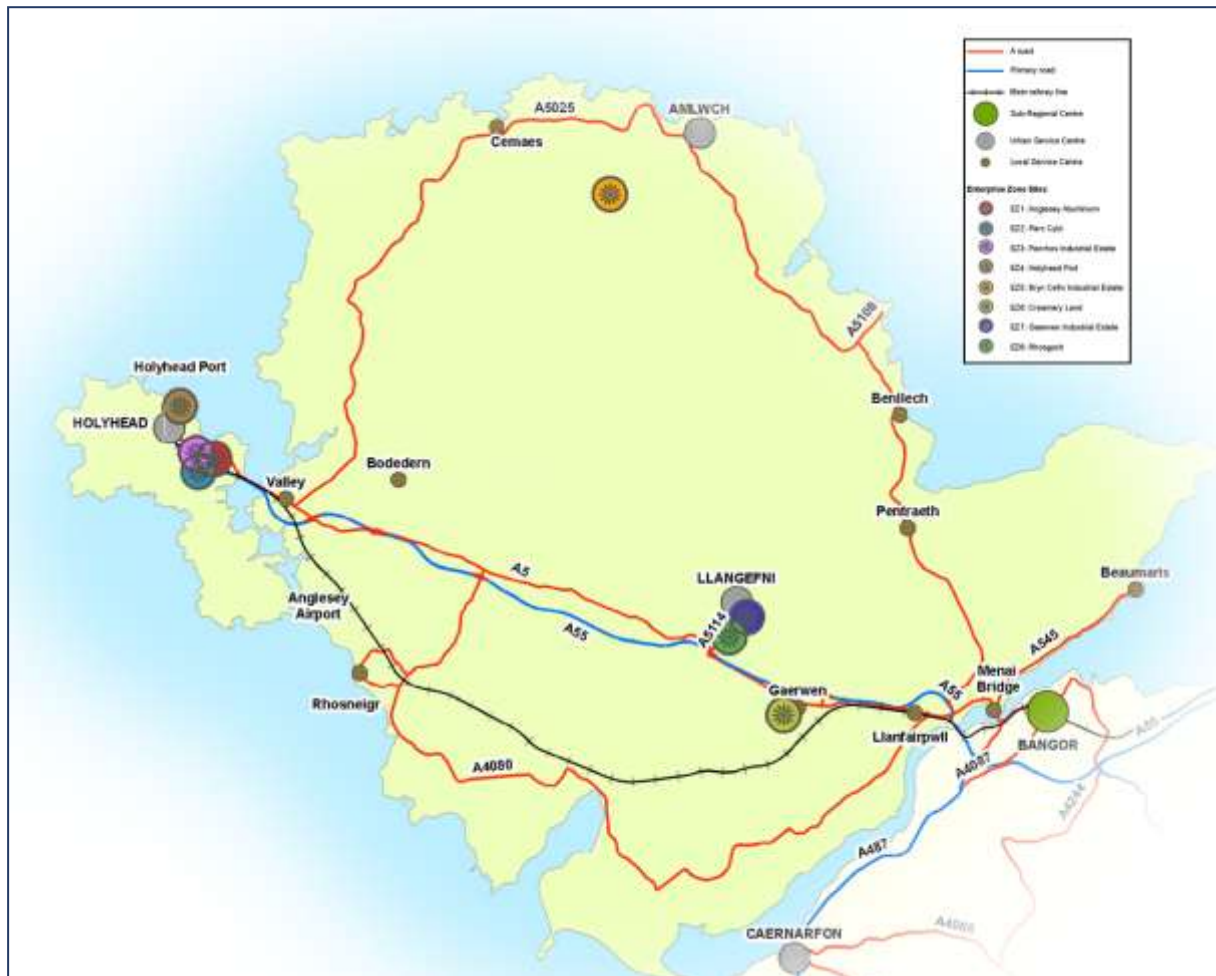 A road
Primary road
Main railway line
Sub-Regional Centre
Urban Service Centre
Local Service Centre
Enterprise Zone Sites
EZ1: Anglesey Aluminium
EZ2: Parc Cybi
EZ3: Penrhos Industrial Estate
EZ4: Holyhead Port
EZ5: Bryn Cefni Industrial Estate
EZ6: Creamery Land
EZ7: Gaerwen Industrial Estate
EZ8: Rhosgoch
A5025
AMLWCH
Cemaes
A5108
Holyhead Port
HOLYHEAD
Benllech
Bodedern
Valley
Pentraeth
A5
LLANGEFNI
Beaumaris
Anglesey
Airport
A55
A5114
A545
Menai
Bridge
Gaerwen
A55
Rhosneigr
Llanfairpwll
BANGOR
A4080
A4087
A55
A4244
A487
CAERNARFON